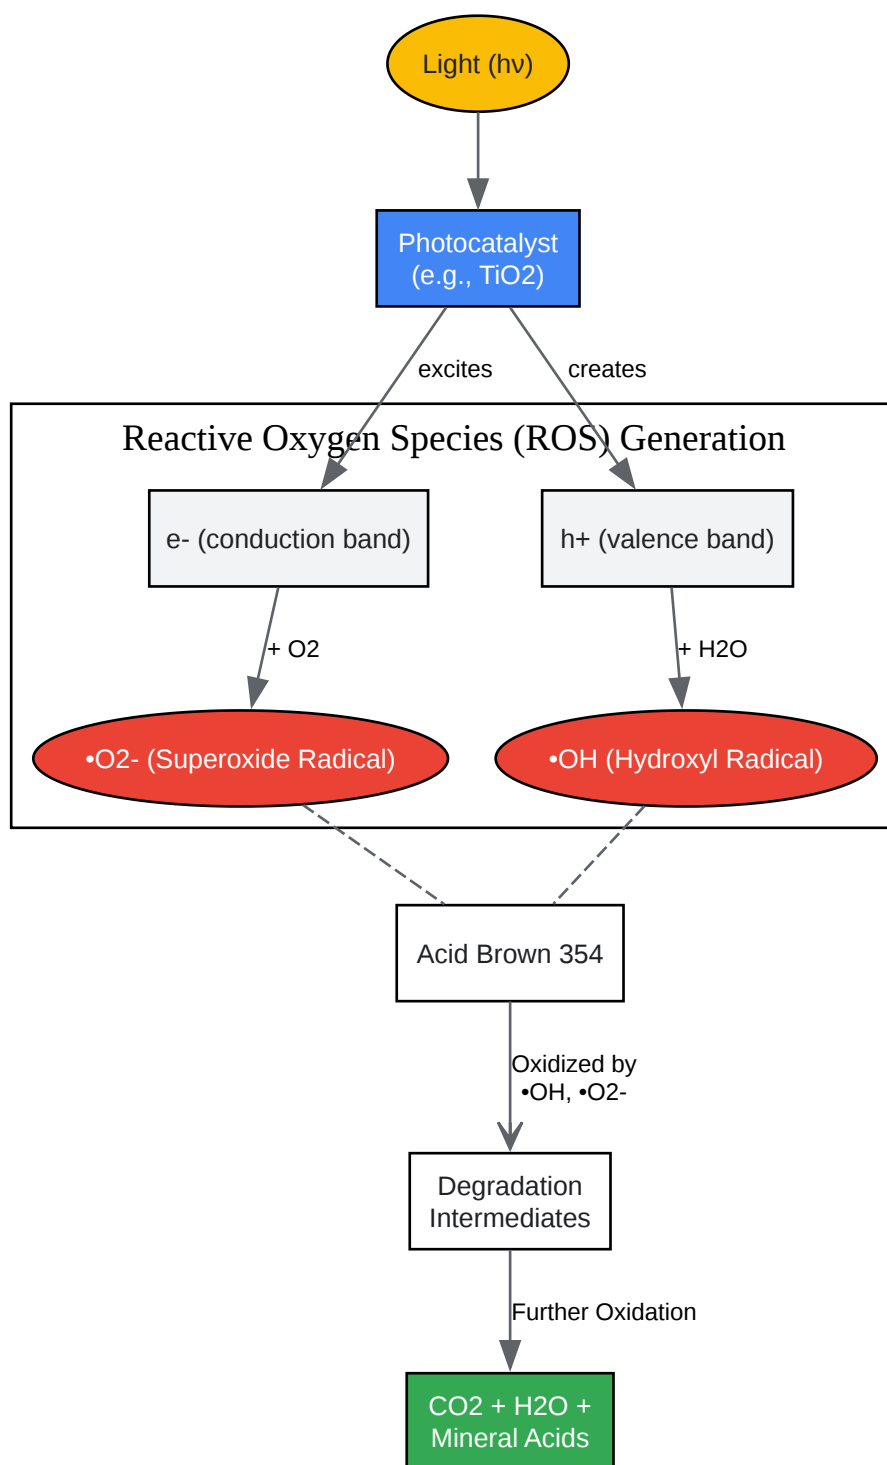 Light (hν)
Photocatalyst
(e.g., TiO2)
excites
creates
Reactive Oxygen Species (ROS) Generation
e- (conduction band)
h+ (valence band)
+ O2
+ H2O
•O2- (Superoxide Radical)
•OH (Hydroxyl Radical)
Acid Brown 354
Oxidized by
•OH, •O2-
Degradation
Intermediates
Further Oxidation
CO2 + H2O +
Mineral Acids